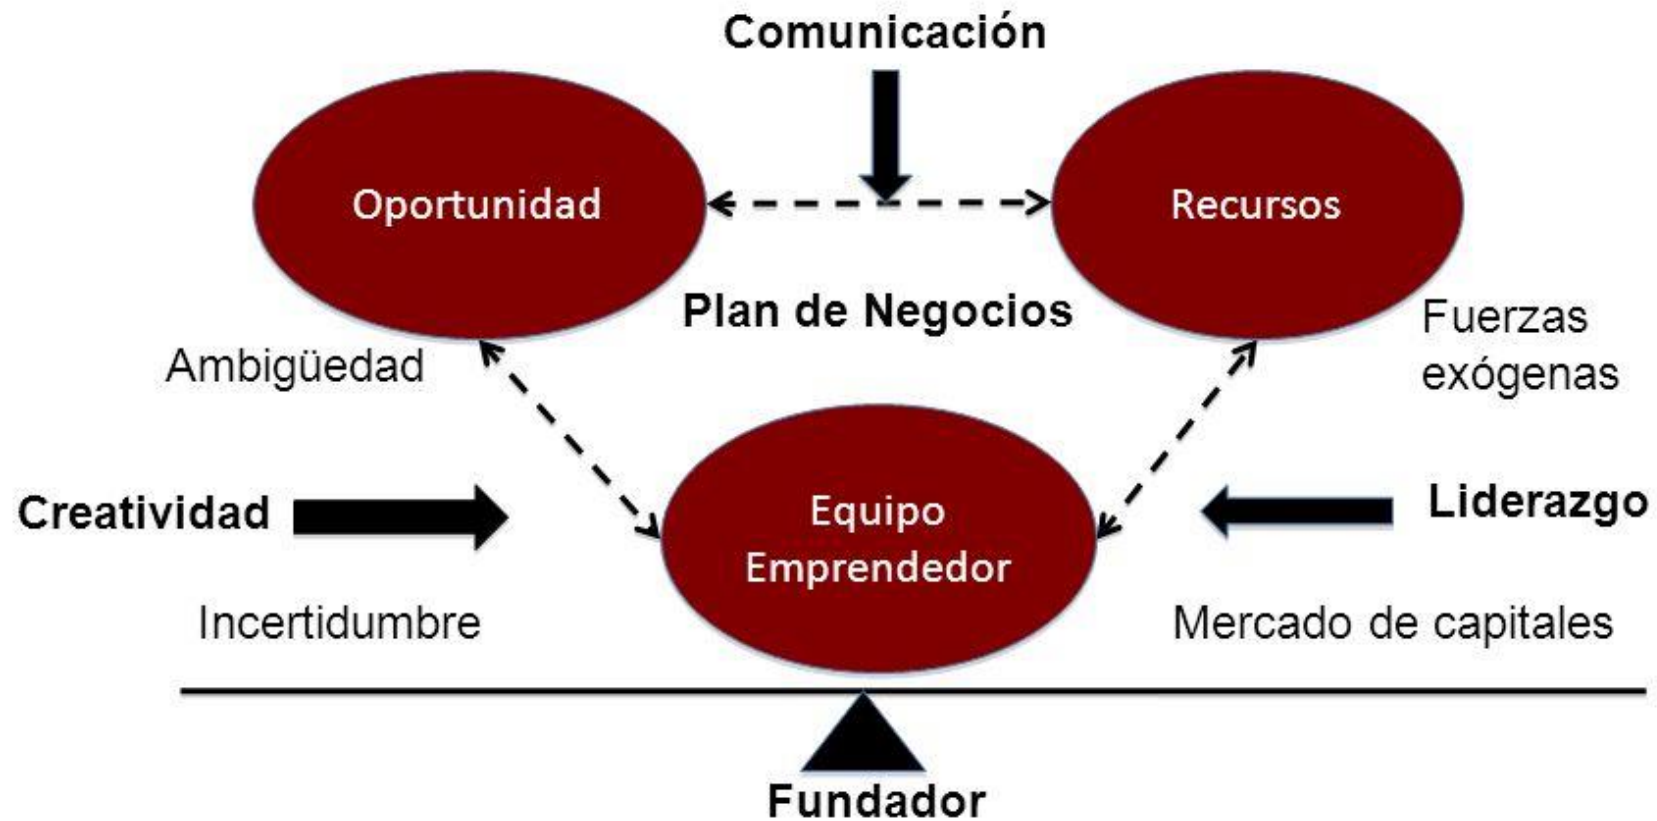 Comunicación
Oportunidad
Recursos
Plan de Negocios
Fuerzas
exógenas
Ambigüedad
Creatividad
Equipo
Emprendedor
Liderazgo
Incertidumbre
Mercado de capitales
Fundador